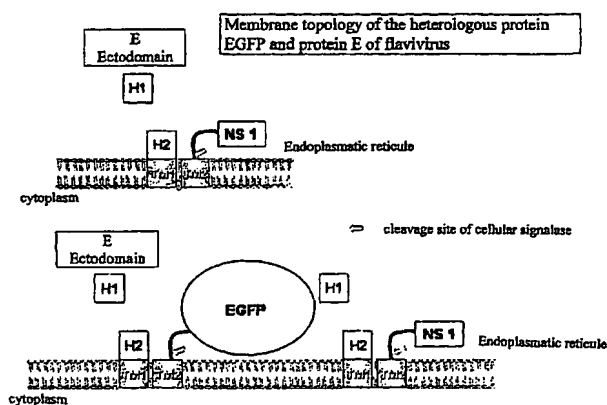 Membrane topology of the heterologous protein
EGFP and protein E of flavivirus
E
Ectodomain
H1
H2
NS 1
Endoplasmatic reticule
cytoplasm
cleavage site of cellular signalase
E
Ectodomain
H1
EGFP
H1
H2
H2
NS 1
Endoplasmatic reticule
cytoplasm